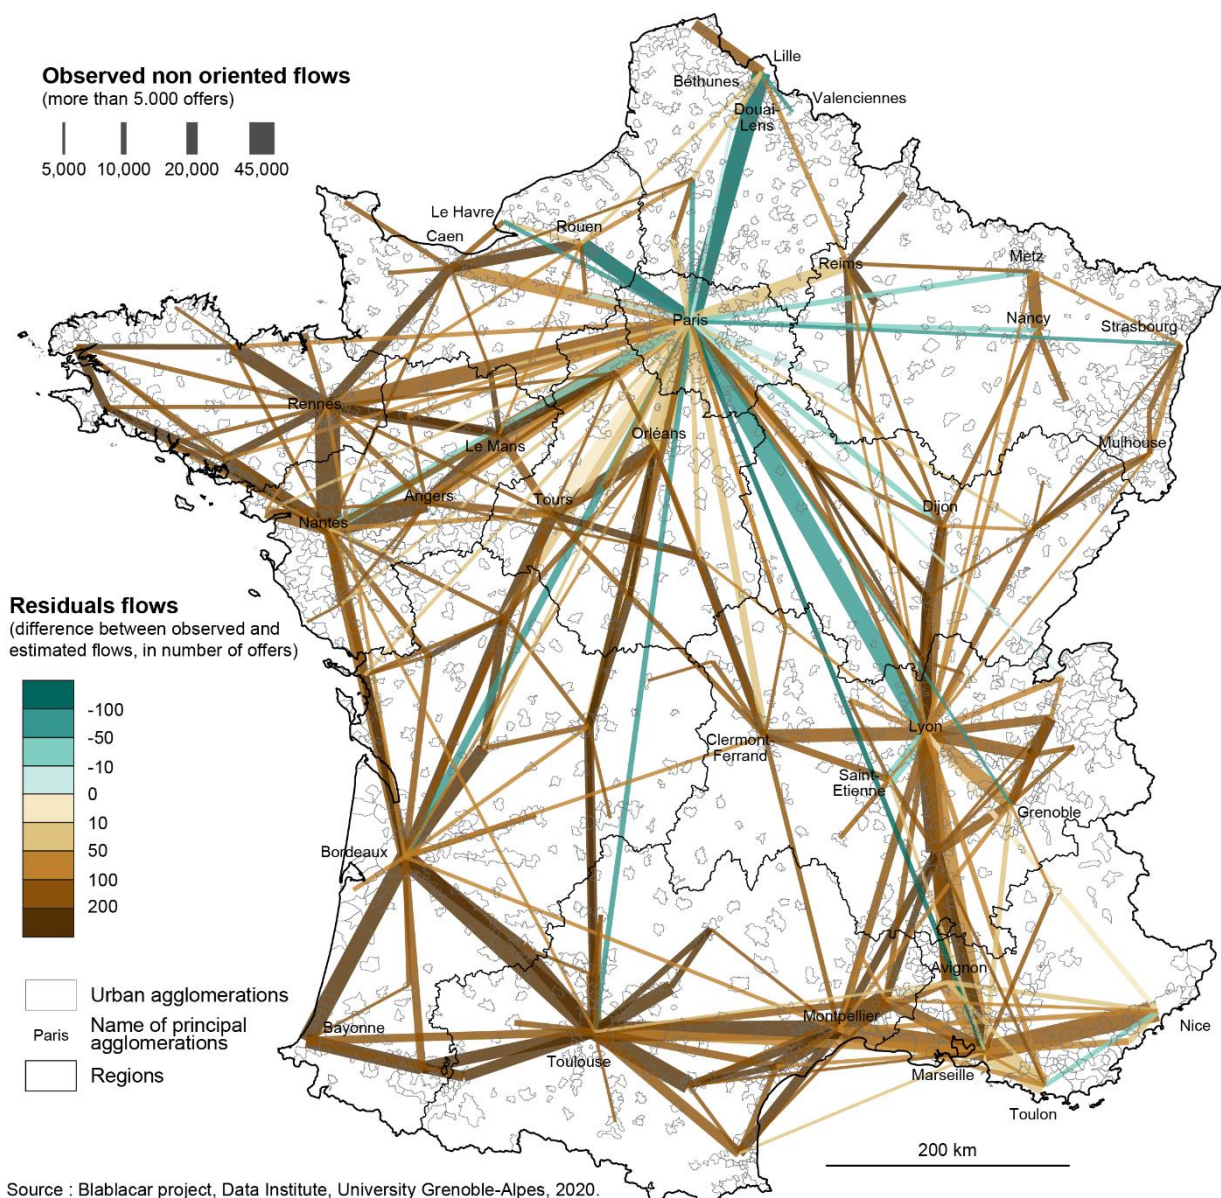 Observed non oriented flows
(more than 5.000 offers)
5,000 10,000 20,000 45,000
Lille
Béthunes
Valenciennes
Douai-
Lens
Le Havre
Rouen
Caen
Reims
Metz
Paris
Nancy
Strasbourg
Rennes
Orléans
Le Mans
Mulhouse
Angers
Tours
Dijon
Nantes
Residuals flows
(difference between observed and
estimated flows, in number of offers)
-100
-50
-10
0
10
50
100
200
Lyon
Clermont
Ferrand
Saint-
Etienne
Grenoble
Bordeaux
Avignon
Urban agglomerations
Paris
Name of principal
agglomerations
Regions
Bayonne
Montpellier
Nice
Toulouse
Marseille
Toulon
200 km
Source : Blablacar project, Data Institute, University Grenoble-Alpes, 2020.